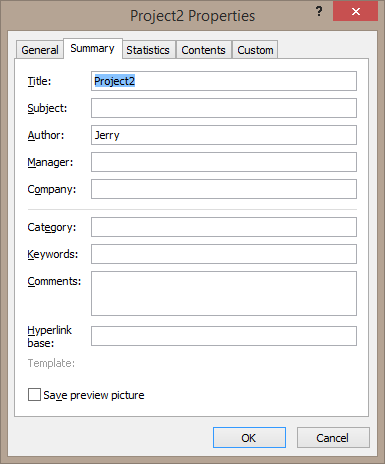 Project2 Properties
? ×
General Summary Statistics Contents Custom
Title: Project2
Subject:
Author: Jerry
Manager:
Company:
Category:
Keywords:
Comments:
Hyperlink
base:
Template:
Save preview picture
OK Cancel